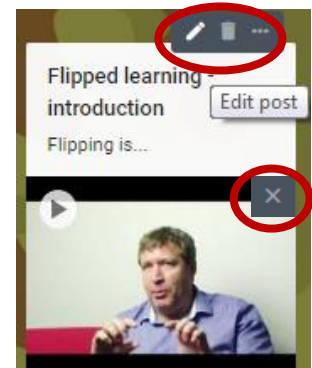 Flipped learning -
introduction
Edit post
Flipping is...